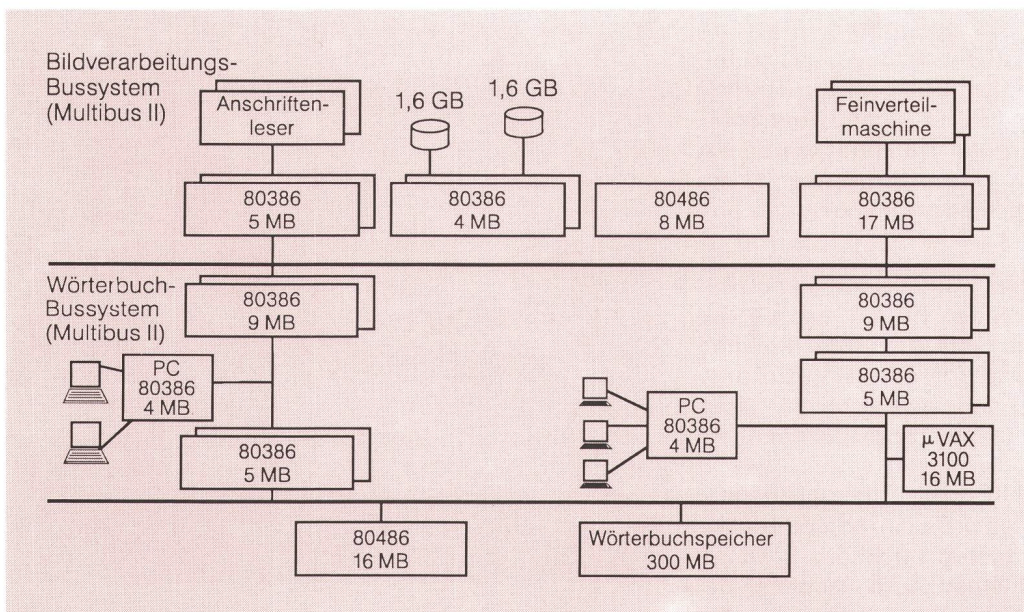 Bildverarbeitungs-
Bussystem
(Multibus II)
Anschriften-
leser
1,6 GB
1,6 GB
Feinverteil-
maschine
80386
5 MB
80386
4 MB
80486
8 MB
80386
17 MB
Wörterbuch-
Bussystem
(Multibus II)
80386
9 MB
80386
9 MB
PC
80386
4 MB
80386
5 MB
PC
80386
4 MB
80386
5 MB
µVAX
3100
16 MB
80486
16 MB
Wörterbuchspeicher
300 MB